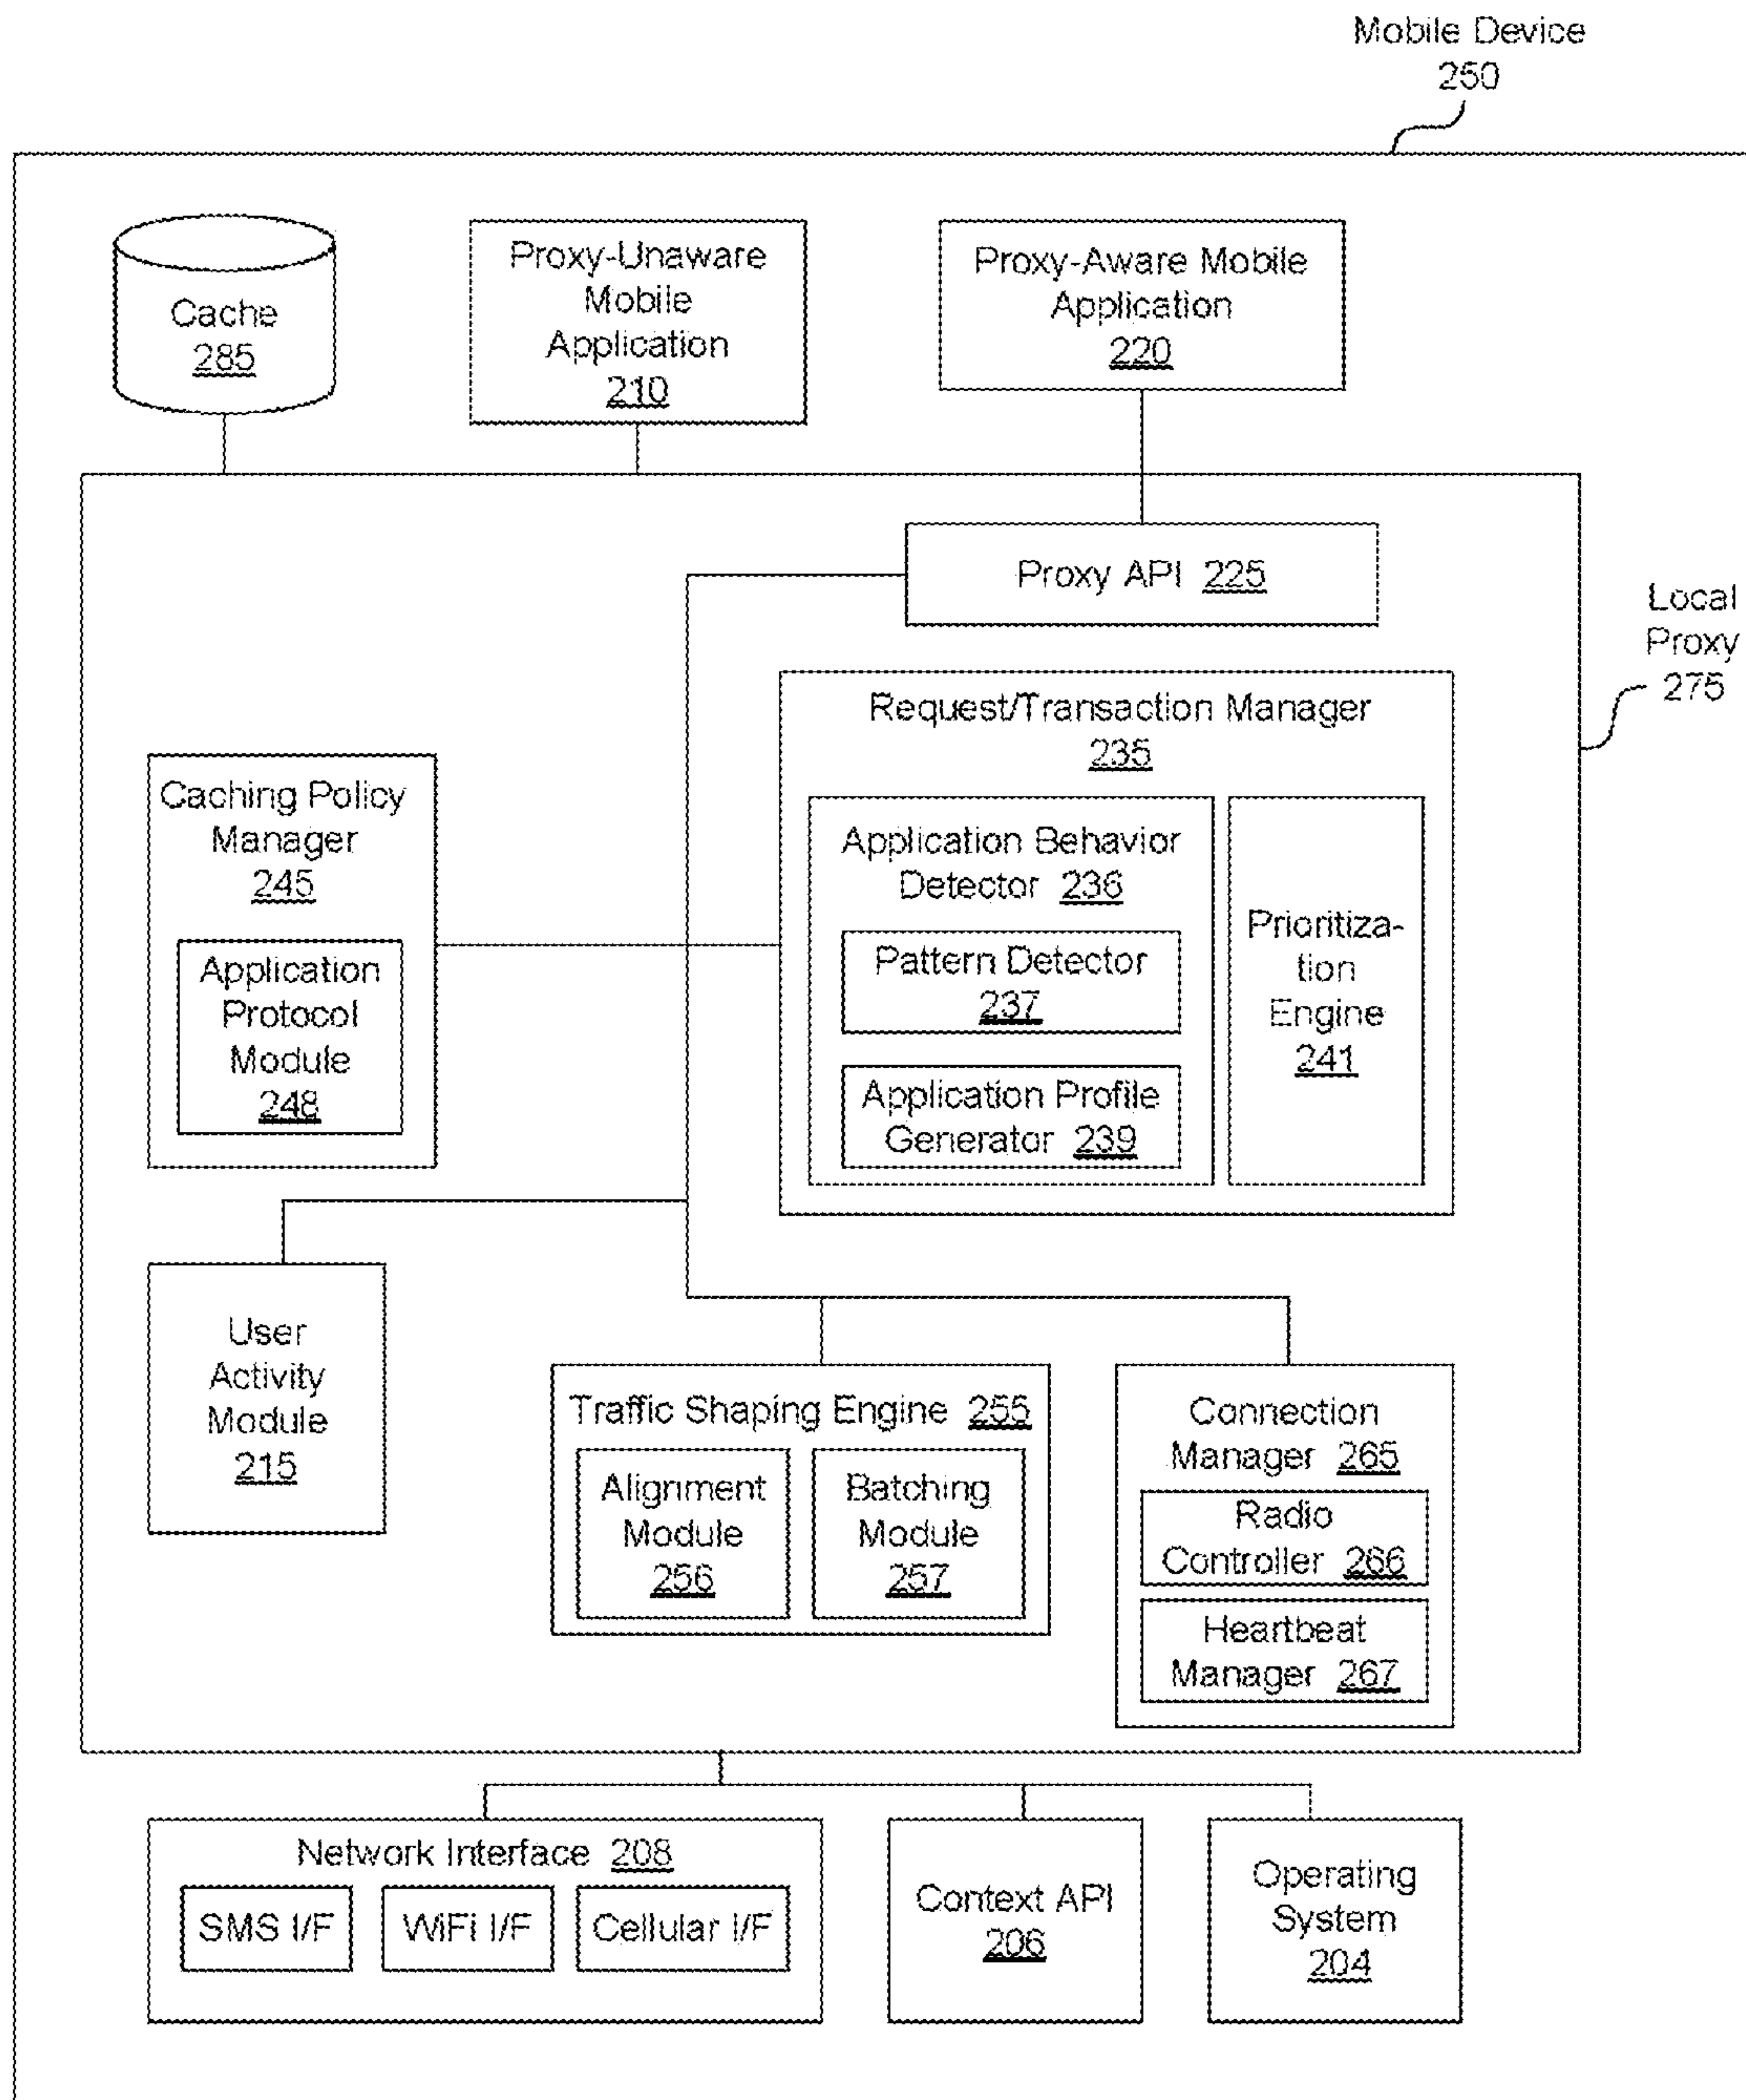 Mobile Device
250
Cache
285
Proxy-Unaware
Mobile
Application
210
Proxy-Aware Mobile
Application
220
Proxy API 225
Local
Proxy
275
Request/Transaction Manager
235
Caching Policy
Manager
245
Application
Protocol
Module
248
Application Behavior
Detector 236
Pattern Detector
237
Application Profile
Generator 239
Prioritiza-
tion
Engine
241
User
Activity
Module
215
Traffic Shaping Engine 255
Alignment
Module
256
Batching
Module
257
Connection
Manager 265
Radio
Controller 266
Heartbeat
Manager 267
Network Interface 208
SMS I/F
WiFi I/F
Cellular I/F
Context API
206
Operating
System
204